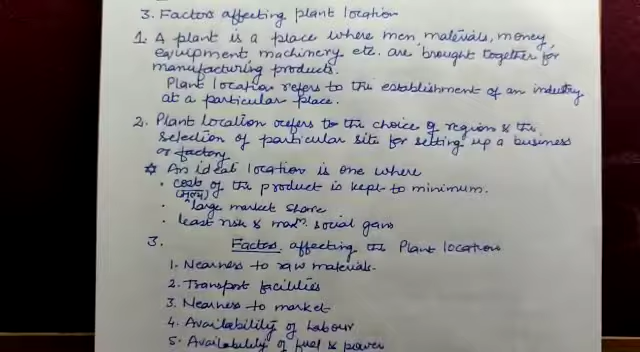 3. Factors affecting plant location
1. A plant is a place where men materials, money,
equipment machinery etc. are brought together for
manufacturing products.
Plant location refers to the establishment of an industry
at a particular place.
2. Plant location refers to the choice of region & the
selection of particular site for setting up a business
or factory
☆ An ideal location is one where
• cost of the product is kept to minimum.
(मूल्य)
• large market share
• least risk & maxm. social gain
3. Factors affecting the Plant location
1. Nearness to raw materials.
2. Transport facilities
3. Nearness to market
4. Availability of Labour
5. Availability of fuel & power